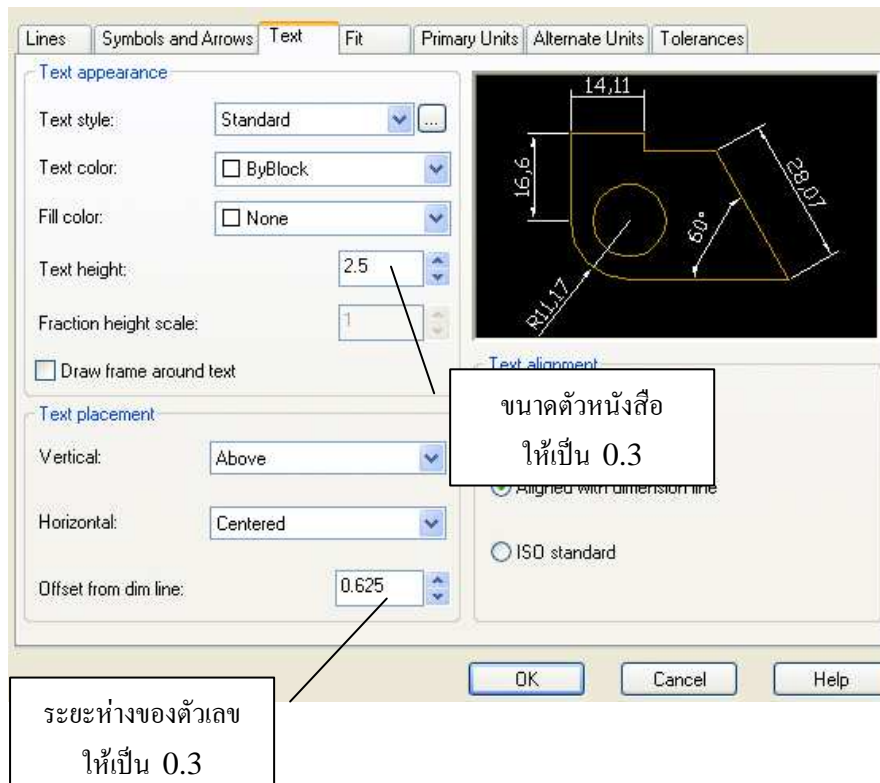 Lines Symbols and Arrows Text Fit Primary Units Alternate Units Tolerances
Text appearance
Text style: Standard ...
Text color: ByBlock
Fill color: None
Text height: 2.5
Fraction height scale: 1
Draw frame around text
14,11
16,6
28,07
60°
R11,17
Text placement
Vertical: Above
Horizontal: Centered
Offset from dim line: 0.625
Text alignment
Aligned with dimension line
ISO standard
ขนาดตัวหนังสือ
ให้เป็น 0.3
OK Cancel Help
ระยะห่างของตัวเลข
ให้เป็น 0.3